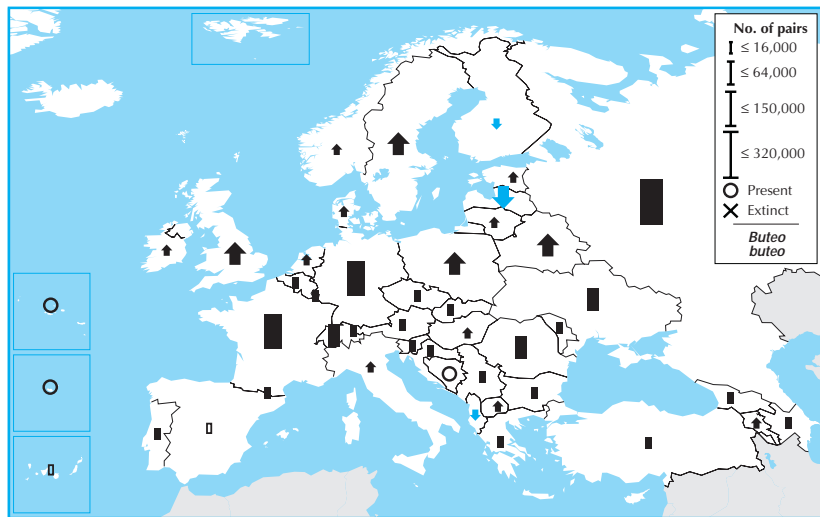 No. of pairs
≤ 16,000
≤ 64,000
≤ 150,000
≤ 320,000
Present
Extinct
Buteo
buteo